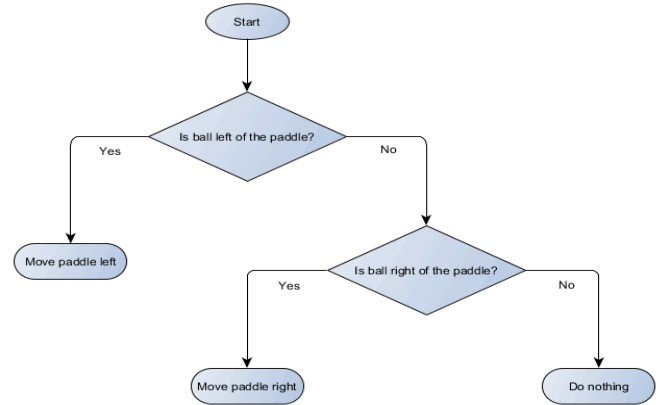 Start
Is ball left of the paddle?
Yes
No
Move paddle left
Is ball right of the paddle?
Yes
No
Move paddle right
Do nothing